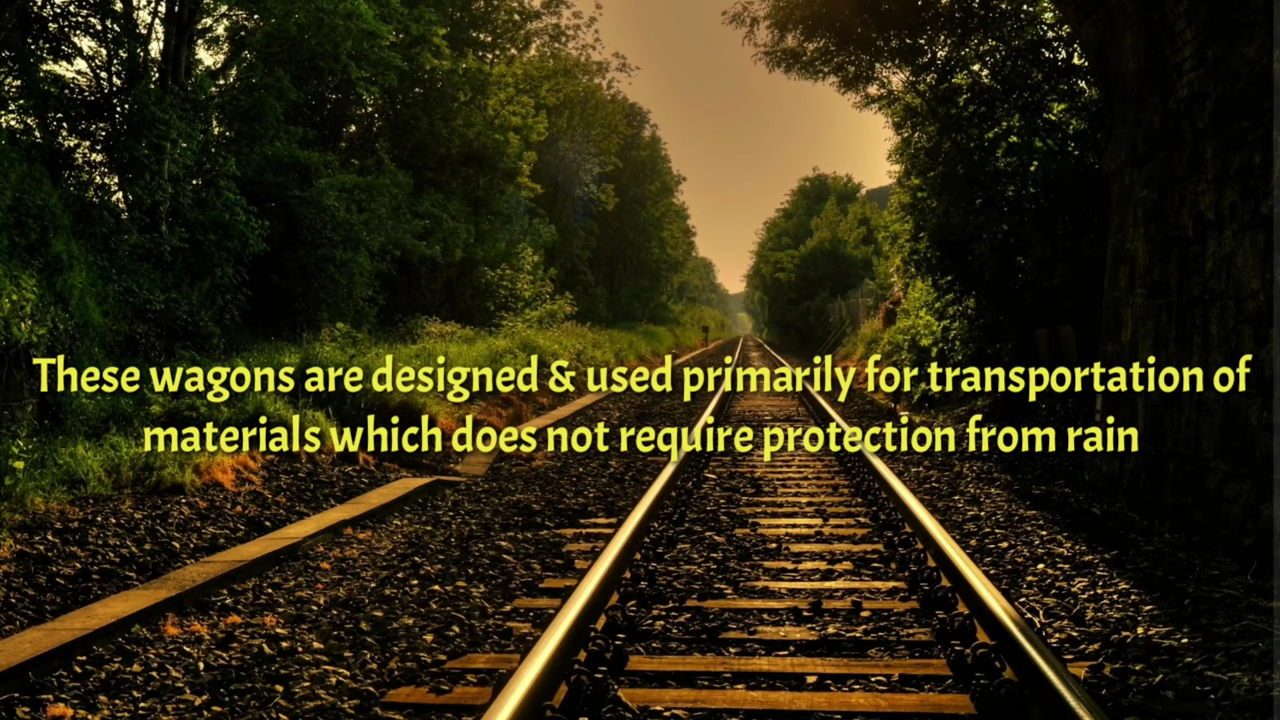 These wagons are designed & used primarily for transportation of
materials which does not require protection from rain